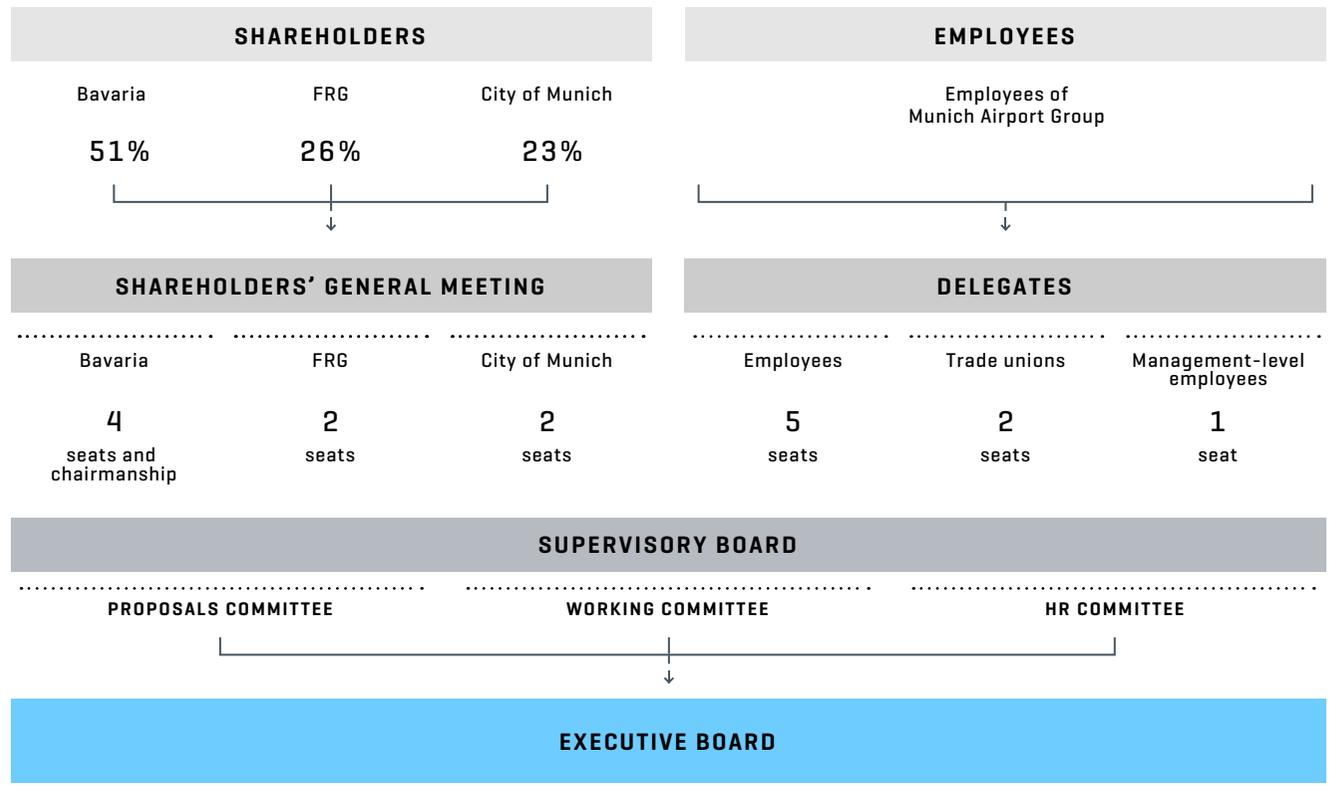 SHAREHOLDERS
EMPLOYEES
Bavaria
FRG
City of Munich
Employees of
Munich Airport Group
51%
26%
23%
SHAREHOLDERS’ GENERAL MEETING
DELEGATES
Bavaria
FRG
City of Munich
Employees
Trade unions
Management-level
employees
4
2
2
5
2
1
seats and
chairmanship
seats
seats
seats
seats
seat
SUPERVISORY BOARD
PROPOSALS COMMITTEE
WORKING COMMITTEE
HR COMMITTEE
EXECUTIVE BOARD